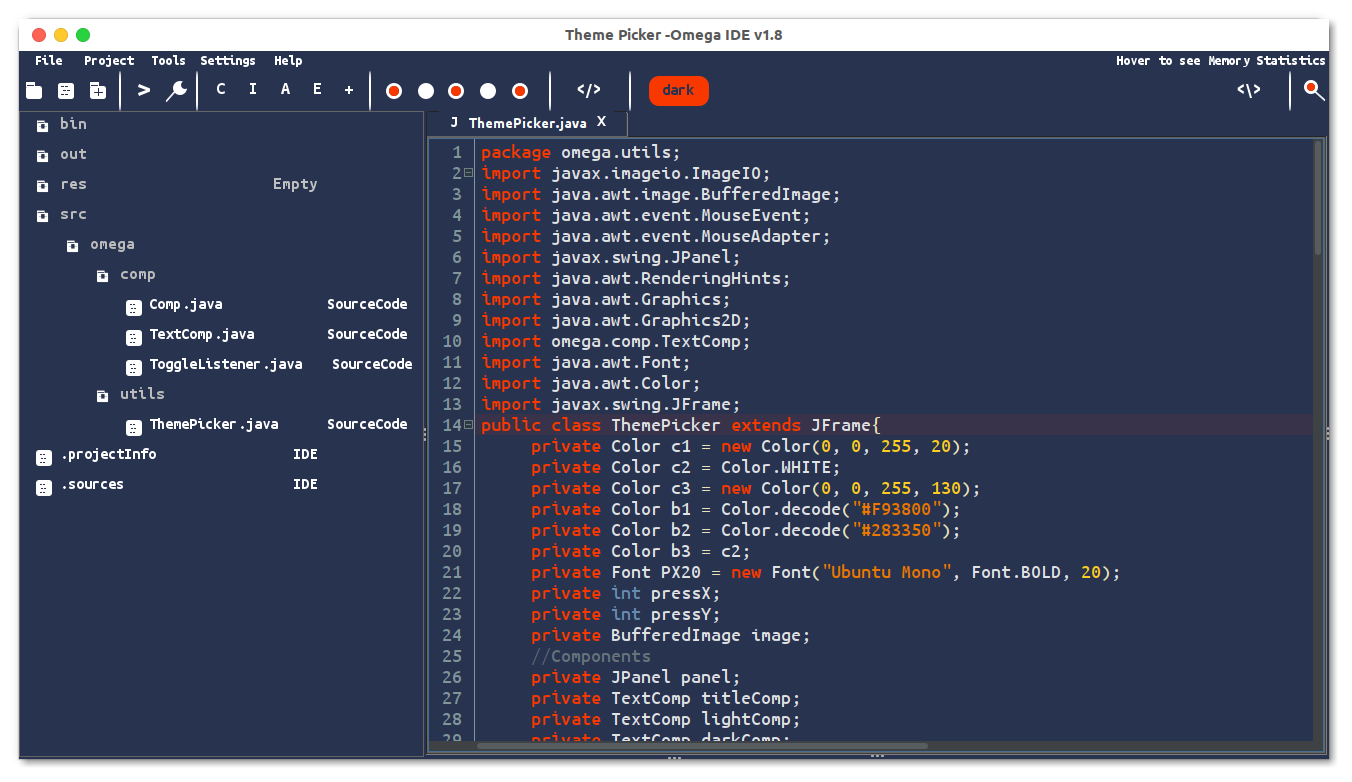 Theme Picker -Omega IDE v1.8
File Project Tools Settings Help Hover to see Memory Statistics
> C I A E + </> dark <\>
bin
out
res Empty
src
omega
comp
Comp.java SourceCode
TextComp.java SourceCode
ToggleListener.java SourceCode
utils
ThemePicker.java SourceCode
.projectInfo IDE
.sources IDE
J ThemePicker.java X
1 package omega.utils;
2 import javax.imageio.ImageIO;
3 import java.awt.image.BufferedImage;
4 import java.awt.event.MouseEvent;
5 import java.awt.event.MouseAdapter;
6 import javax.swing.JPanel;
7 import java.awt.RenderingHints;
8 import java.awt.Graphics;
9 import java.awt.Graphics2D;
10 import omega.comp.TextComp;
11 import java.awt.Font;
12 import java.awt.Color;
13 import javax.swing.JFrame;
14 public class ThemePicker extends JFrame{
15 private Color c1 = new Color(0, 0, 255, 20);
16 private Color c2 = Color.WHITE;
17 private Color c3 = new Color(0, 0, 255, 130);
18 private Color b1 = Color.decode("#F93800");
19 private Color b2 = Color.decode("#283350");
20 private Color b3 = c2;
21 private Font PX20 = new Font("Ubuntu Mono", Font.BOLD, 20);
22 private int pressX;
23 private int pressY;
24 private BufferedImage image;
25 //Components
26 private JPanel panel;
27 private TextComp titleComp;
28 private TextComp lightComp;
29 private TextComp darkComp;